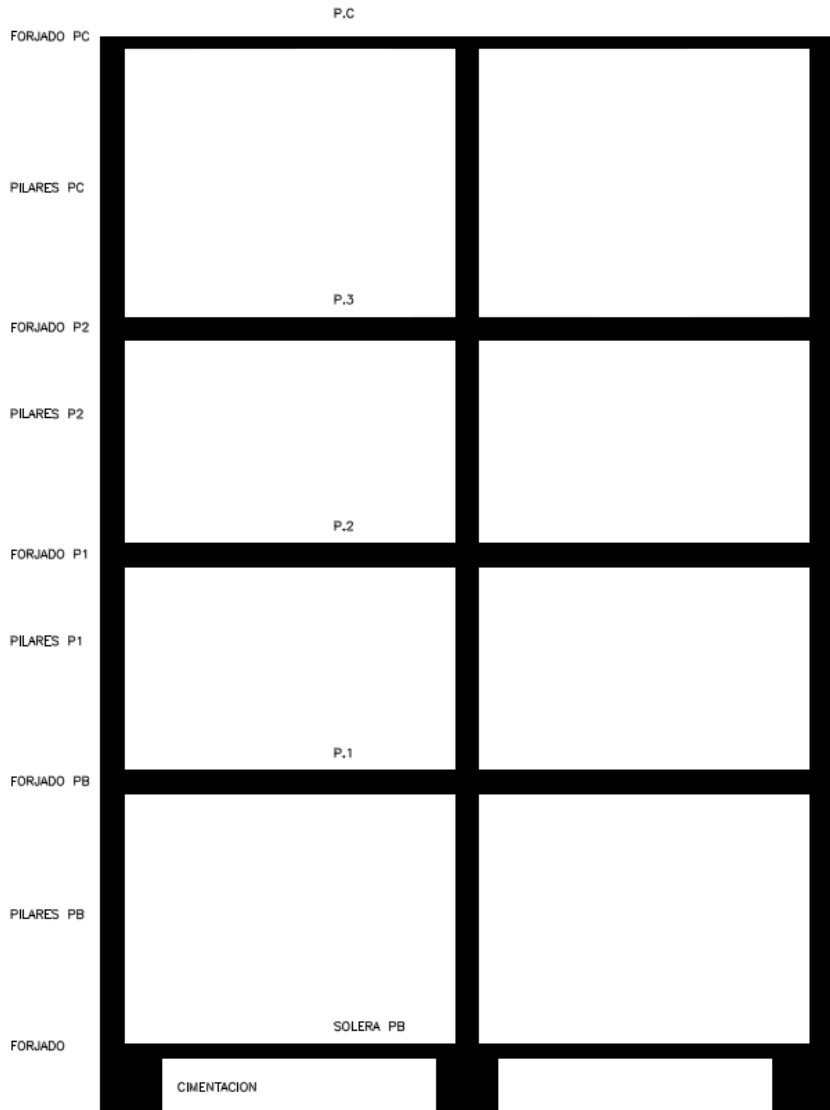 P.C
FORJADO PC
PILARES PC
P.3
FORJADO P2
PILARES P2
P.2
FORJADO P1
PILARES P1
P.1
FORJADO PB
PILARES PB
SOLERA PB
FORJADO
CIMENTACION